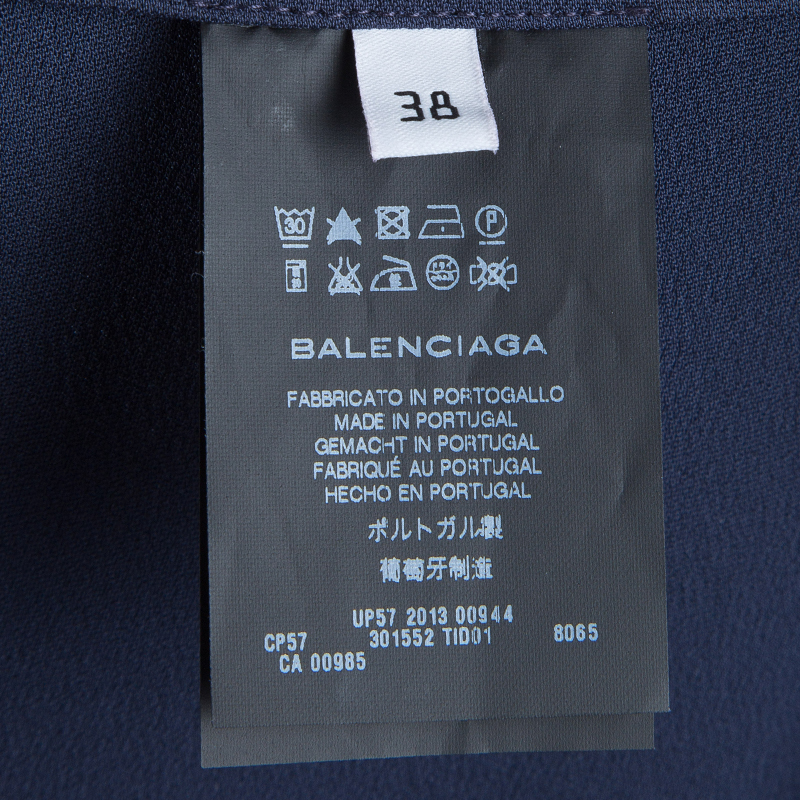 38
30
P
BALENCIAGA
FABBRICATO IN PORTOGALLO
MADE IN PORTUGAL
GEMACHT IN PORTUGAL
FABRIQUÉ AU PORTUGAL
HECHO EN PORTUGAL
ポルトガル製
葡萄牙制造
UP57 2013 00944
CP57 301552 TID01 8065
CA 00985